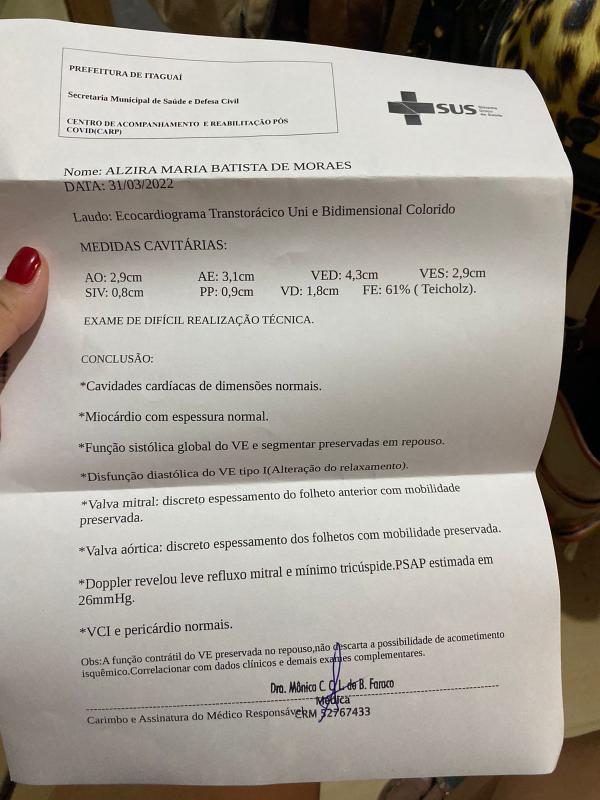 PREFEITURA DE ITAGUAÍ
Secretaria Municipal de Saúde e Defesa Civil
CENTRO DE ACOMPANHAMENTO E REABILITAÇÃO PÓS
COVID(CARP)
SUS
Nome: ALZIRA MARIA BATISTA DE MORAES
DATA: 31/03/2022
Laudo: Ecocardiograma Transtorácico Uni e Bidimensional Colorido
MEDIDAS CAVITÁRIAS:
AO: 2,9cm AE: 3,1cm VED: 4,3cm VES: 2,9cm
SIV: 0,8cm PP: 0,9cm VD: 1,8cm FE: 61% ( Teicholz).
EXAME DE DIFÍCIL REALIZAÇÃO TÉCNICA.
CONCLUSÃO:
*Cavidades cardíacas de dimensões normais.
*Miocárdio com espessura normal.
*Função sistólica global do VE e segmentar preservadas em repouso.
*Disfunção diastólica do VE tipo I(Alteração do relaxamento).
*Valva mitral: discreto espessamento do folheto anterior com mobilidade
preservada.
*Valva aórtica: discreto espessamento dos folhetos com mobilidade preservada.
*Doppler revelou leve refluxo mitral e mínimo tricúspide.PSAP estimada em
26mmHg.
*VCI e pericárdio normais.
Obs:A função contrátil do VE preservada no repouso,não descarta a possibilidade de acometimento
isquêmico.Correlacionar com dados clínicos e demais exames complementares.
Dra. Mônica C. C. L. de B. Faraco
Médica
Carimbo e Assinatura do Médico Responsável
CRM 52767433